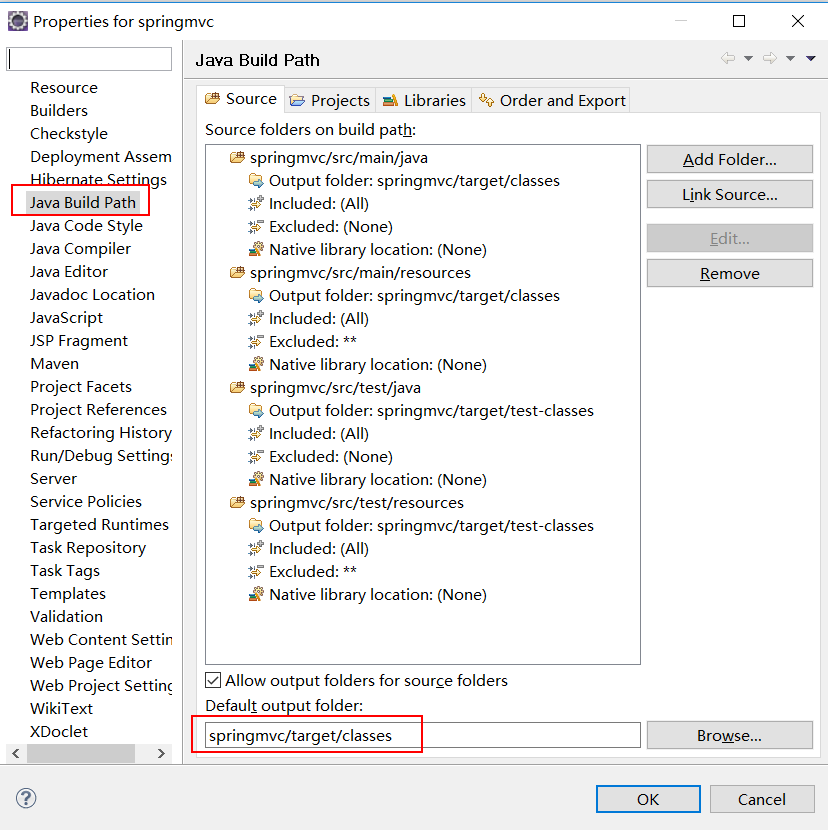 Properties for springmvc
Resource
Builders
Checkstyle
Deployment Assem
Hibernate Settings
Java Build Path
Java Code Style
Java Compiler
Java Editor
Javadoc Location
JavaScript
JSP Fragment
Maven
Project Facets
Project References
Refactoring History
Run/Debug Settings
Server
Service Policies
Targeted Runtimes
Task Repository
Task Tags
Templates
Validation
Web Content Settin
Web Page Editor
Web Project Setting
WikiText
XDoclet
Java Build Path
Source Projects Libraries Order and Export
Source folders on build path:
springmvc/src/main/java
Output folder: springmvc/target/classes
Included: (All)
Excluded: (None)
Native library location: (None)
springmvc/src/main/resources
Output folder: springmvc/target/classes
Included: (All)
Excluded: **
Native library location: (None)
springmvc/src/test/java
Output folder: springmvc/target/test-classes
Included: (All)
Excluded: (None)
Native library location: (None)
springmvc/src/test/resources
Output folder: springmvc/target/test-classes
Included: (All)
Excluded: **
Native library location: (None)
Add Folder...
Link Source...
Edit...
Remove
Allow output folders for source folders
Default output folder:
springmvc/target/classes
Browse...
?
OK
Cancel